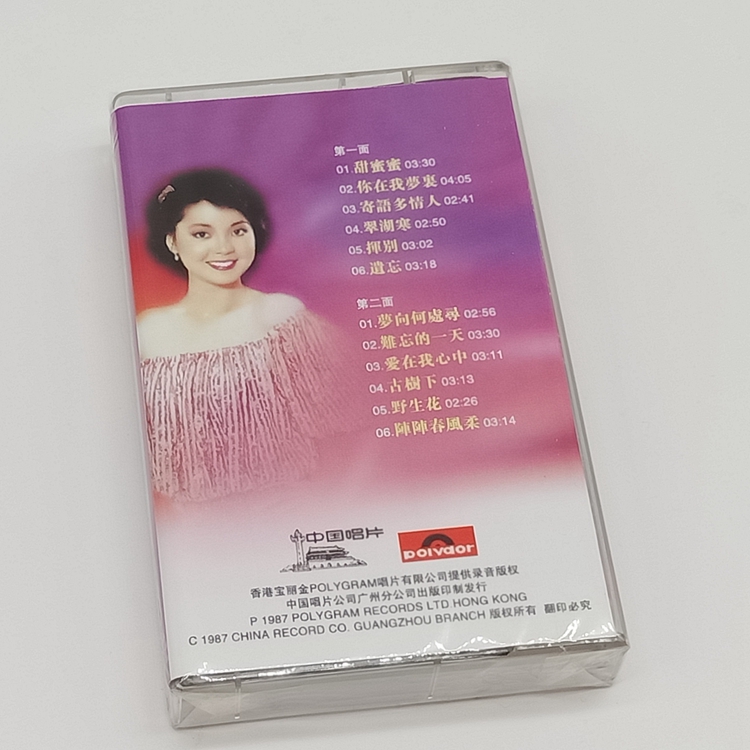 第一面
01.甜蜜蜜 03:30
02.你在我夢裏 04:05
03.寄語多情人 02:41
04.翠湖寒 02:50
05.揮別 03:02
06.遺忘 03:18
第二面
01.夢向何處尋 02:56
02.難忘的一天 03:30
03.愛在我心中 03:11
04.古樹下 03:13
05.野生花 02:26
06.陣陣春風柔 03:14
中国唱片
polydor
香港宝丽金POLYGRAM唱片有限公司提供录音版权
中国唱片公司广州分公司出版印制发行
P 1987 POLYGRAM RECORDS LTD HONG KONG
C 1987 CHINA RECORD CO. GUANGZHOU BRANCH 版权所有 翻印必究